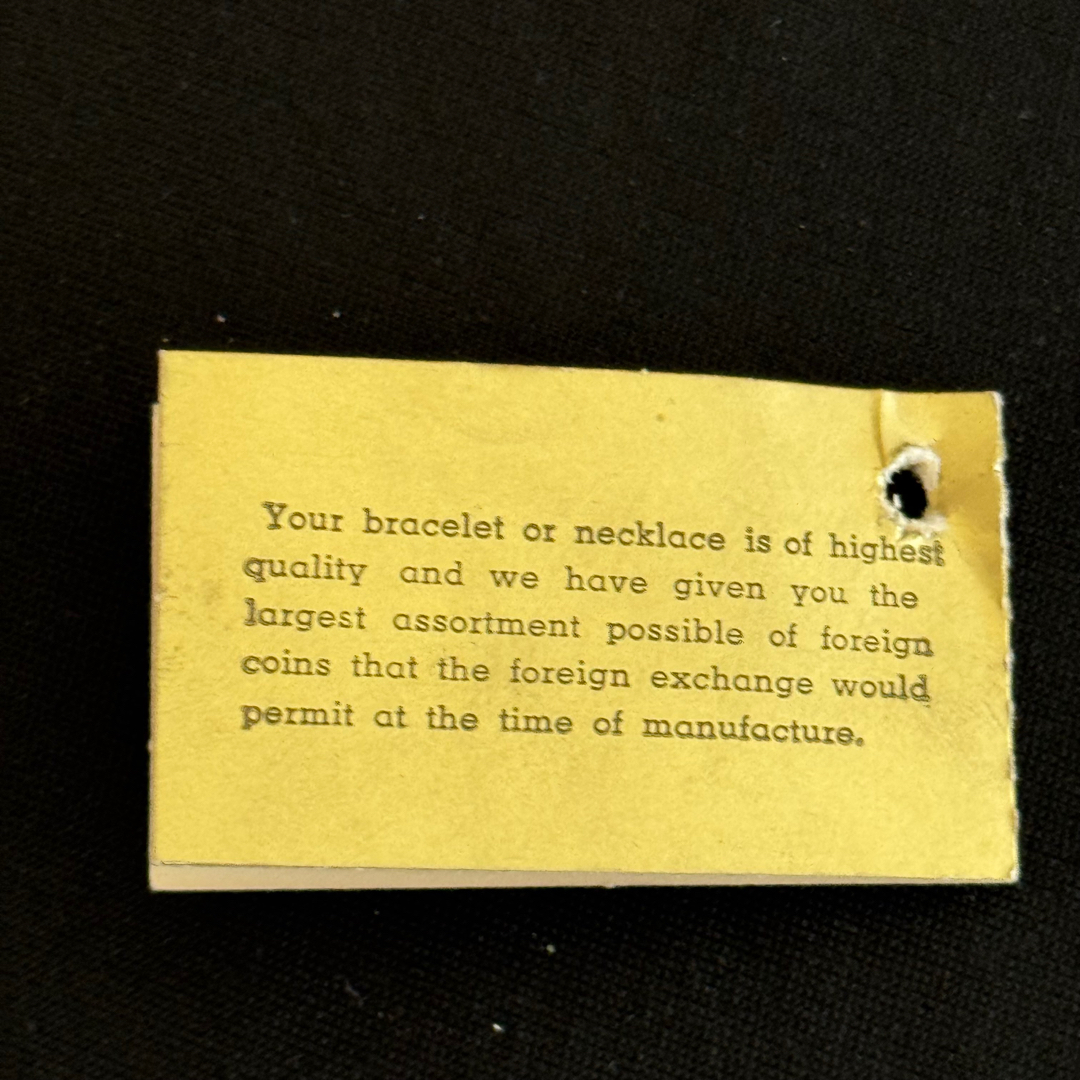 Your bracelet or necklace is of highest
quality and we have given you the
largest assortment possible of foreign
coins that the foreign exchange would
permit at the time of manufacture.